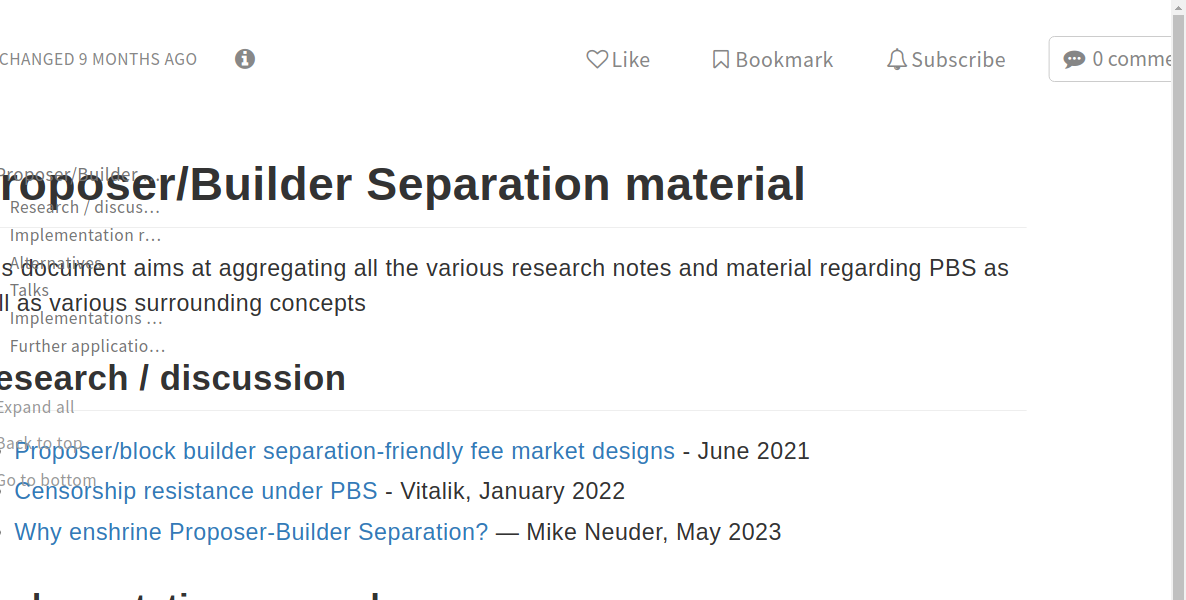 CHANGED 9 MONTHS AGO
Like
Bookmark
Subscribe
0 comme
roposer/Builder Separation material
Proposer/Builder …
Research / discus…
Implementation r…
Alternatives
Talks
Implementations …
Further applicatio…
s document aims at aggregating all the various research notes and material regarding PBS as
ll as various surrounding concepts
esearch / discussion
Expand all
Back to top
Go to bottom
Proposer/block builder separation-friendly fee market designs - June 2021
Censorship resistance under PBS - Vitalik, January 2022
Why enshrine Proposer-Builder Separation? — Mike Neuder, May 2023